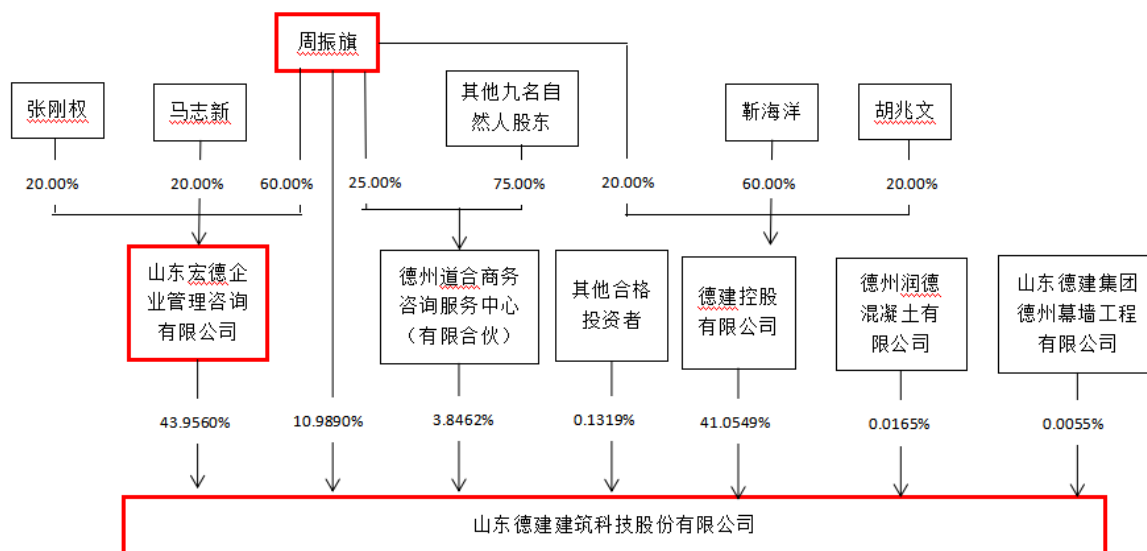 周振旗
张刚权
马志新
其他九名自
然人股东
靳海洋
胡兆文
20.00%
20.00%
60.00%
25.00%
75.00%
20.00%
60.00%
20.00%
山东宏德企
业管理咨询
有限公司
德州道合商务
咨询服务中心
（有限合伙）
其他合格
投资者
德建控股
有限公司
德州润德
混凝土有
限公司
山东德建集团
德州幕墙工程
有限公司
43.9560%
10.9890%
3.8462%
0.1319%
41.0549%
0.0165%
0.0055%
山东德建建筑科技股份有限公司